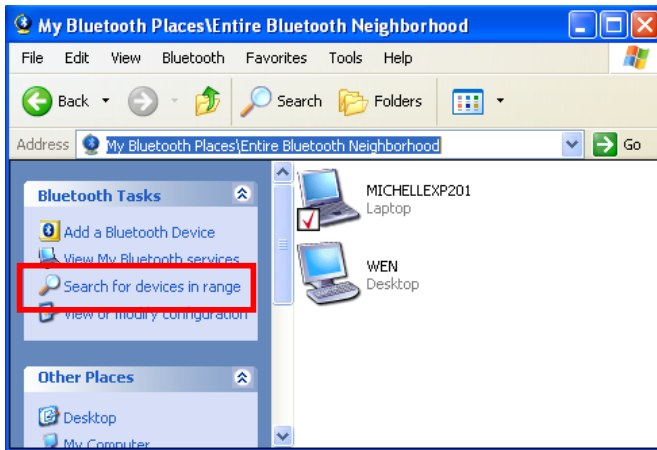 My Bluetooth Places\Entire Bluetooth Neighborhood
File Edit View Bluetooth Favorites Tools Help
Back Search Folders
Address My Bluetooth Places\Entire Bluetooth Neighborhood Go
Bluetooth Tasks
Add a Bluetooth Device
View My Bluetooth services
Search for devices in range
View or modify configuration
Other Places
Desktop
My Computer
MICHELLEXP201
Laptop
WEN
Desktop